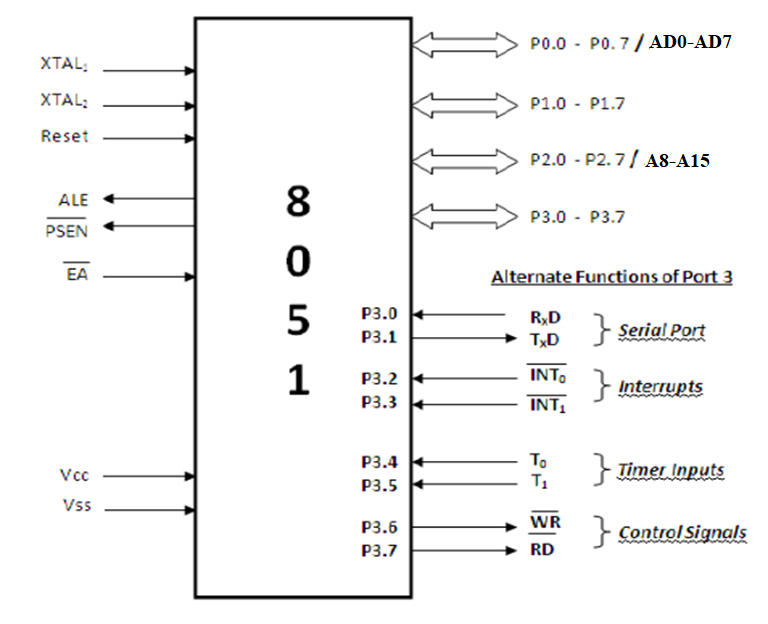 XTAL₁
XTAL₂
Reset
ALE
PSEN
EA
Vcc
Vss
8
0
5
1
P0.0 - P0.7 / AD0-AD7
P1.0 - P1.7
P2.0 - P2.7 / A8-A15
P3.0 - P3.7
Alternate Functions of Port 3
P3.0 RxD Serial Port
P3.1 TxD
P3.2 INT₀ Interrupts
P3.3 INT₁
P3.4 T₀ Timer Inputs
P3.5 T₁
P3.6 WR Control Signals
P3.7 RD